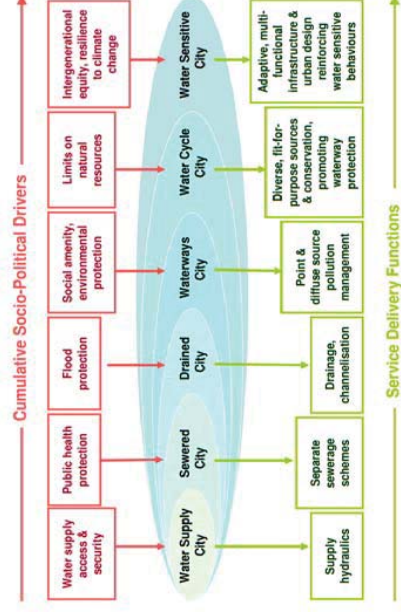 Cumulative Socio-Political Drivers
Water supply
access &
security
Public health
protection
Flood
protection
Social amenity,
environmental
protection
Limits on
natural
resources
Intergenerational
equity, resilience
to climate
change
Water Supply
City
Sewered
City
Drained
City
Waterways
City
Water Cycle
City
Water Sensitive
City
Supply
hydraulics
Separate
sewerage
schemes
Drainage,
channelisation
Point &
diffuse source
pollution
management
Diverse, fit-for-
purpose sources
& conservation,
promoting
waterway
protection
Adaptive, multi-
functional
infrastructure &
urban design
reinforcing
water sensitive
behaviours
Service Delivery Functions